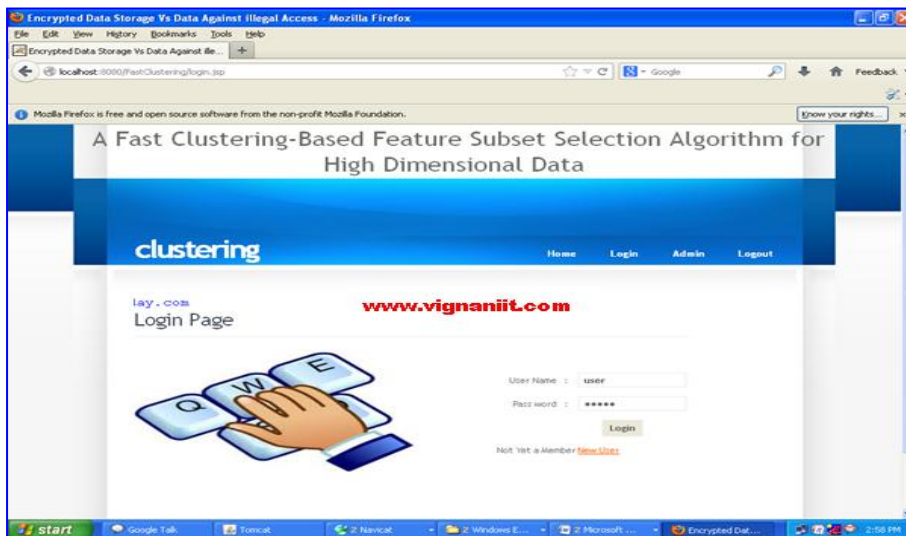 Encrypted Data Storage Vs Data Against illegal Access - Mozilla Firefox
File Edit View History Bookmarks Tools Help
Encrypted Data Storage Vs Data Against ille... +
localhost:8080/FastClustering/login.jsp Google Feedback
Mozilla Firefox is free and open source software from the non-profit Mozilla Foundation. Know your rights...
A Fast Clustering-Based Feature Subset Selection Algorithm for
High Dimensional Data
clustering
Home Login Admin Logout
lay.com
www.vignaniit.com
Login Page
Q W E
User Name : user
Password : •••••
Login
Not Yet a Member New User
start Google Talk Tomcat 2 Navicat 2 Windows E... 2 Microsoft ... Encrypted Dat... 2:58 PM